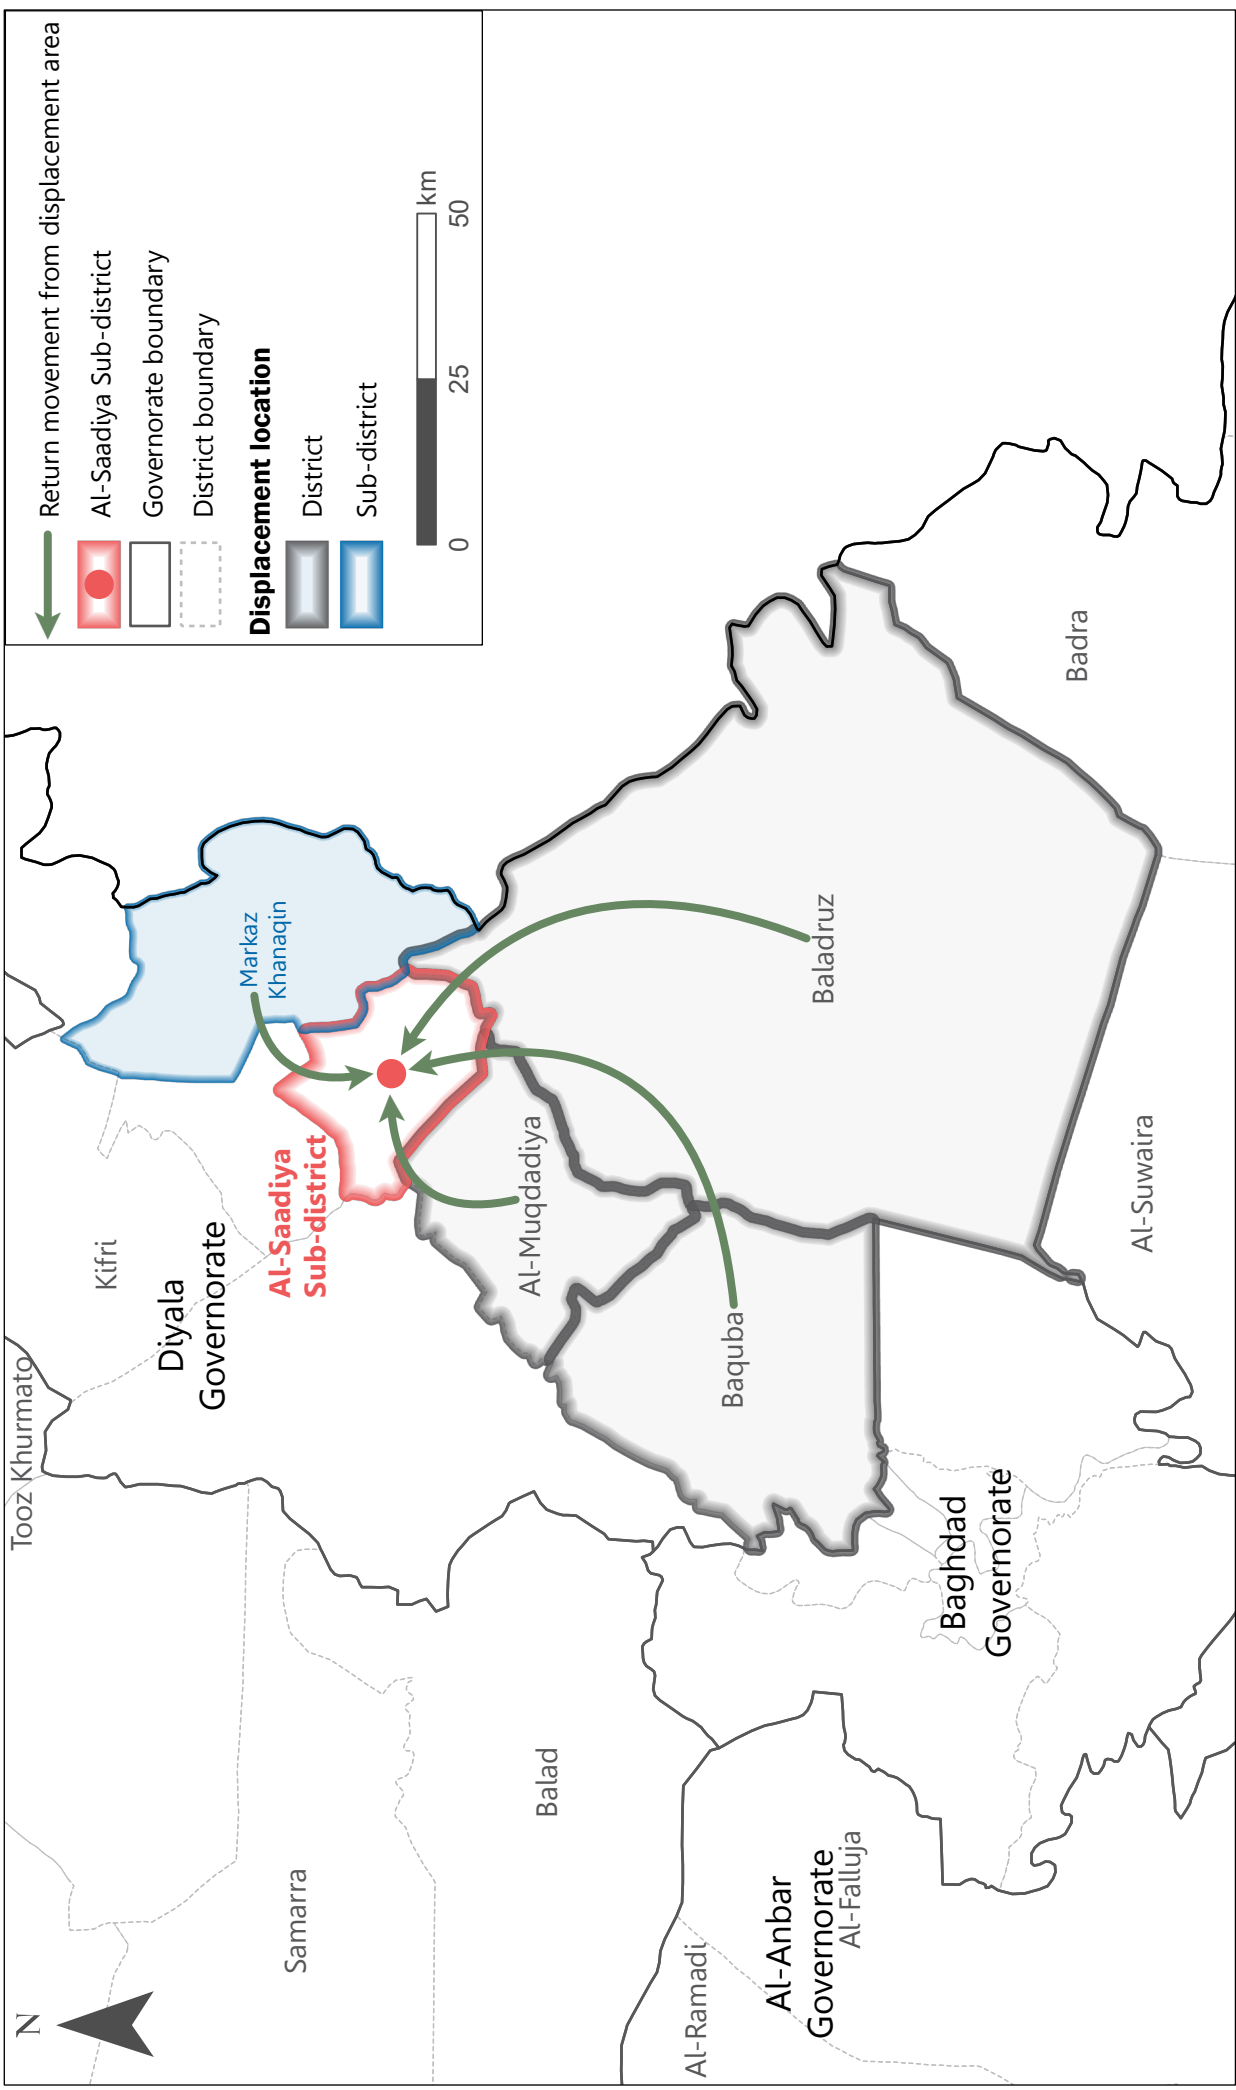 Return movement from displacement area
Al-Saadiya Sub-district
Governorate boundary
District boundary
Displacement location
District
Sub-district
0
25
50
km
N
Tooz Khurmato
Kifri
Diyala
Governorate
Markaz
Khanaqin
Al-Saadiya
Sub-district
Samarra
Balad
Al-Muqdadiya
Baquba
Baladruz
Al-Ramadi
Al-Anbar
Governorate
Al-Falluja
Baghdad
Governorate
Badra
Al-Suwaira